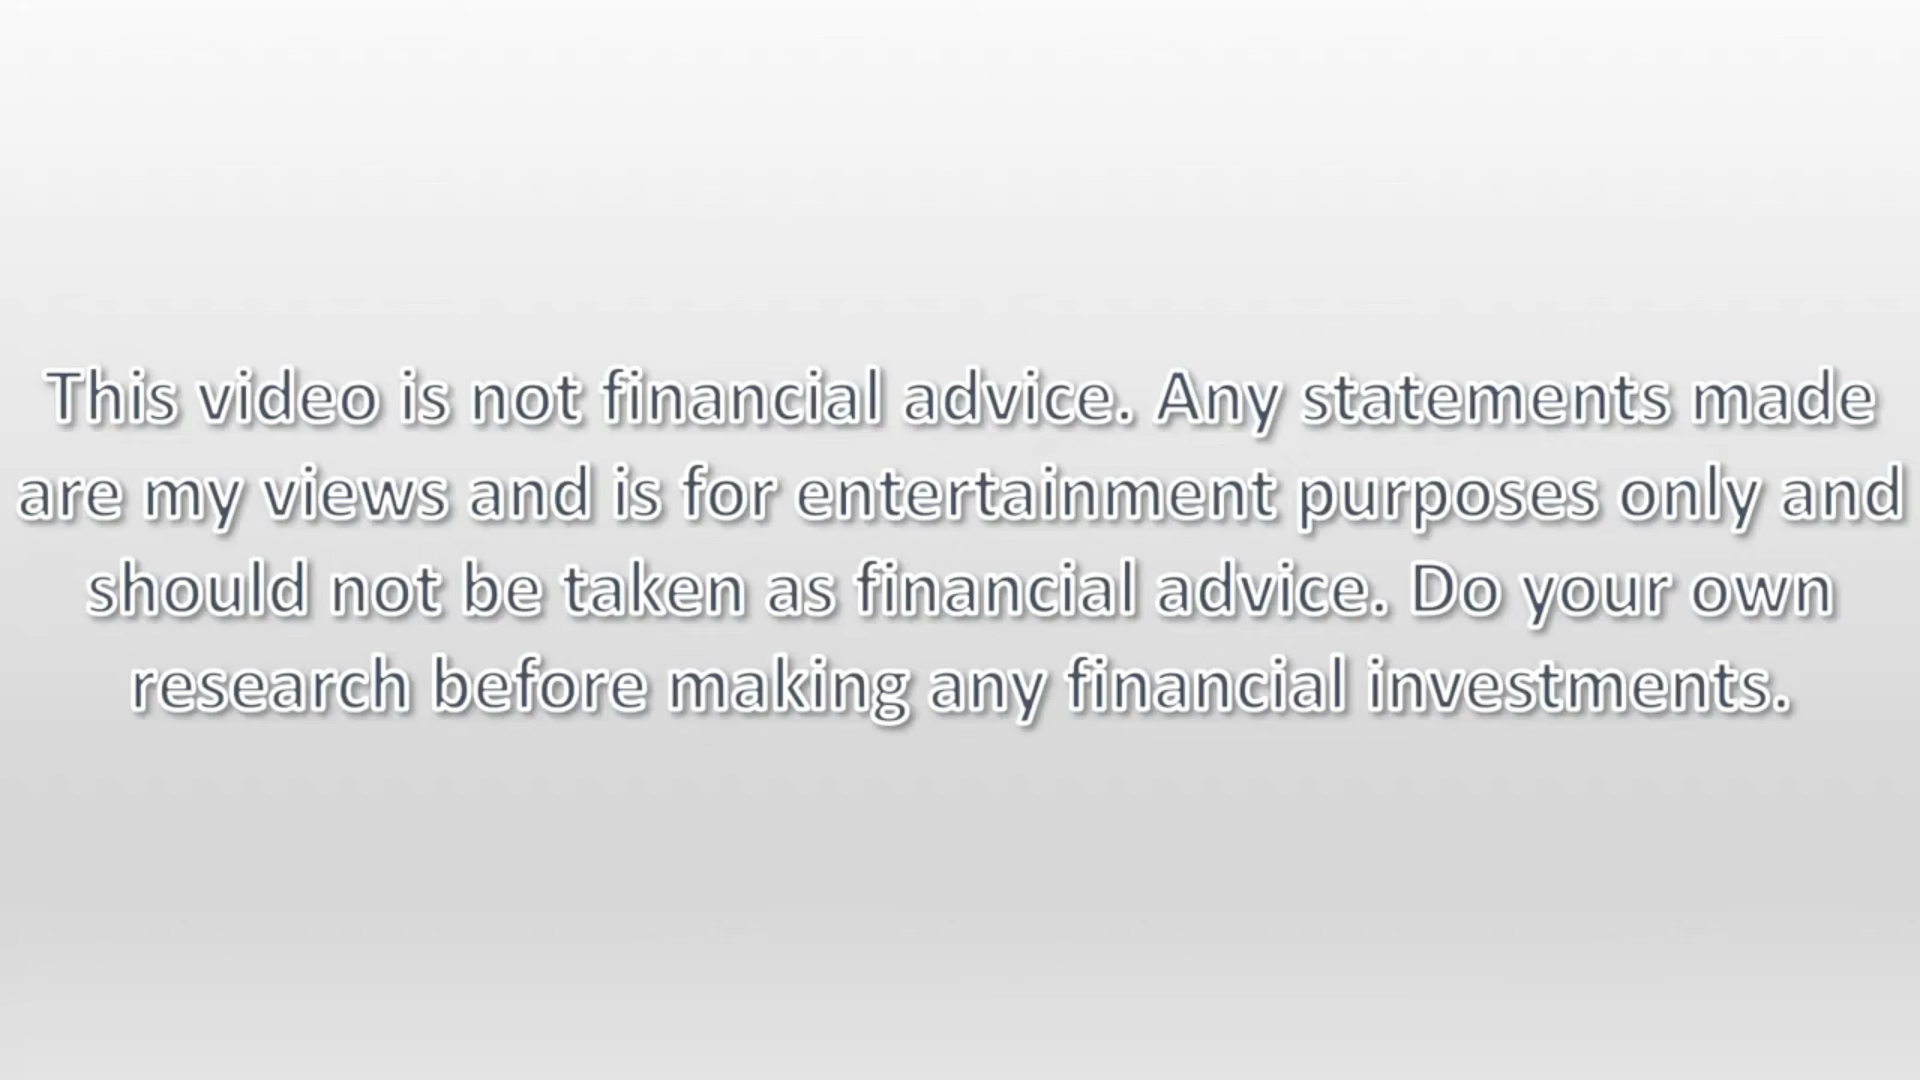 This video is not financial advice. Any statements made
are my views and is for entertainment purposes only and
should not be taken as financial advice. Do your own
research before making any financial investments.